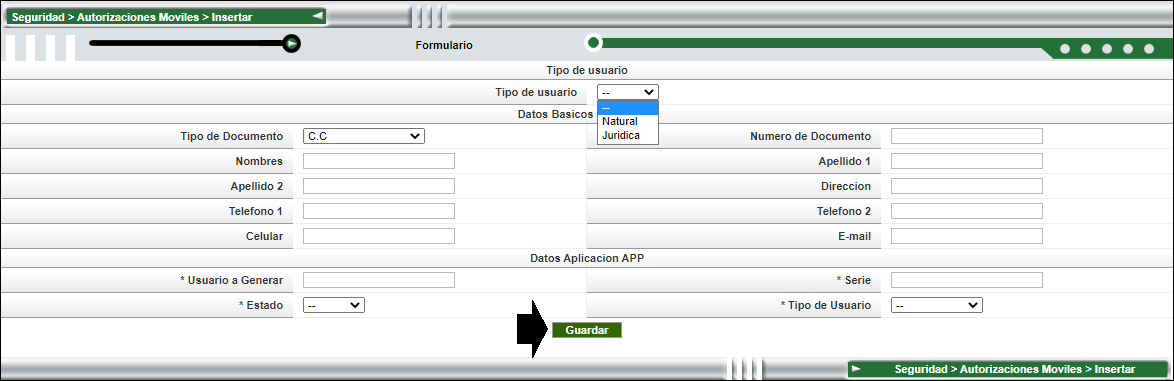 Seguridad > Autorizaciones Moviles > Insertar
Formulario
Tipo de usuario
Tipo de usuario --
--
Natural
Juridica
Datos Basicos
Tipo de Documento C.C Numero de Documento
Nombres Apellido 1
Apellido 2 Direccion
Telefono 1 Telefono 2
Celular E-mail
Datos Aplicacion APP
* Usuario a Generar * Serie
* Estado -- * Tipo de Usuario --
Guardar
Seguridad > Autorizaciones Moviles > Insertar